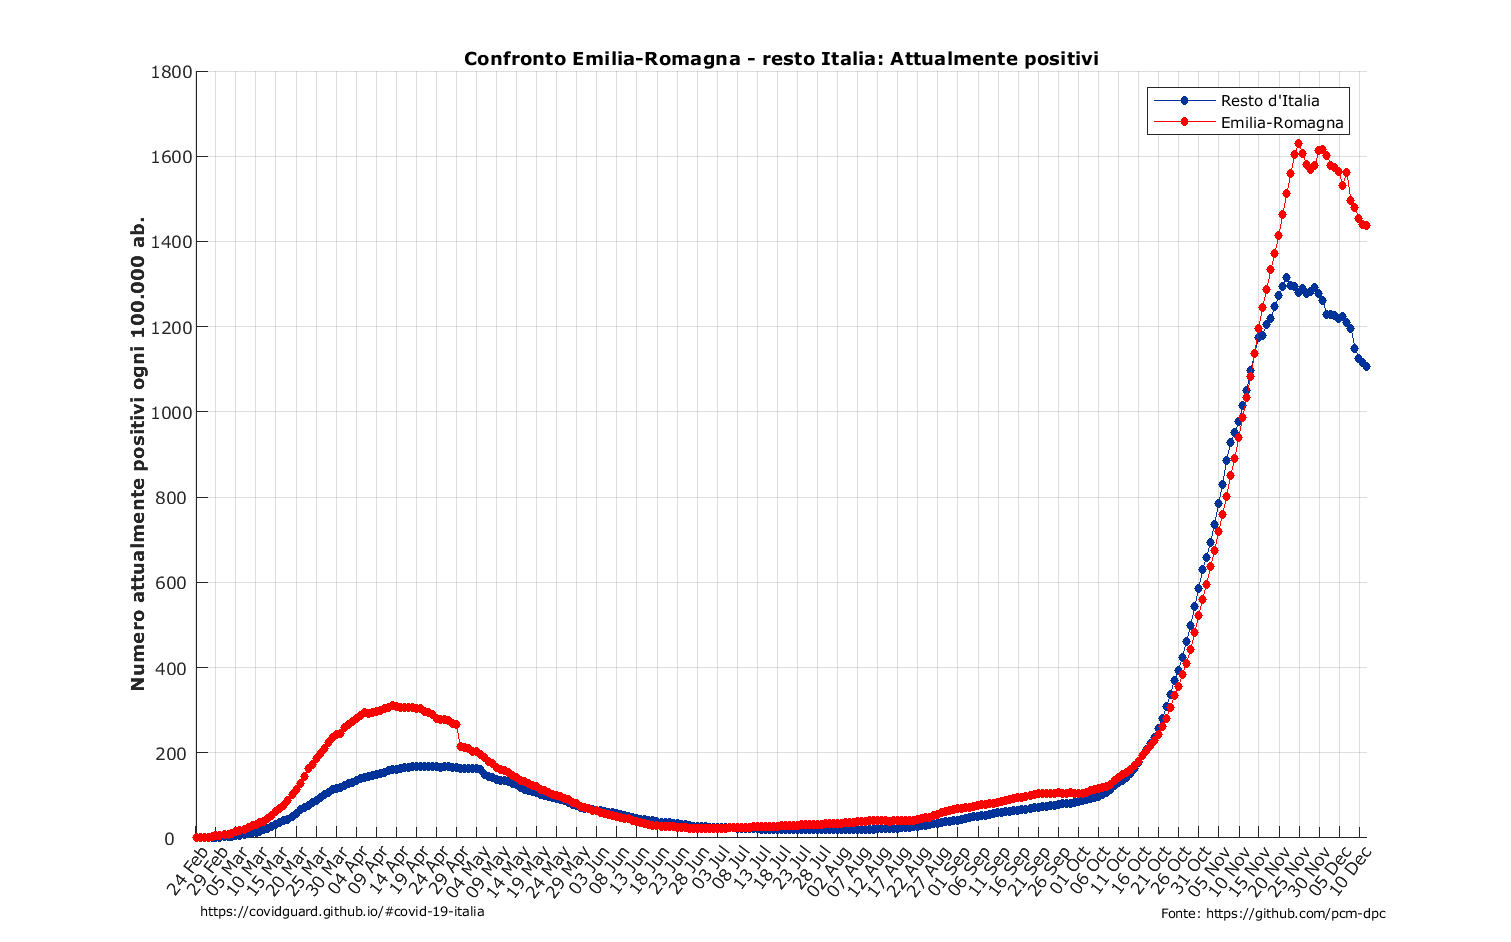 Confronto Emilia-Romagna - resto Italia: Attualmente positivi
Resto d'Italia
Emilia-Romagna
Numero attualmente positivi ogni 100.000 ab.
1800
1600
1400
1200
1000
800
600
400
200
0
24 Feb
29 Feb
05 Mar
10 Mar
15 Mar
20 Mar
25 Mar
30 Mar
04 Apr
09 Apr
14 Apr
19 Apr
24 Apr
29 Apr
04 May
09 May
14 May
19 May
24 May
29 May
03 Jun
08 Jun
13 Jun
18 Jun
23 Jun
28 Jun
03 Jul
08 Jul
13 Jul
18 Jul
23 Jul
28 Jul
02 Aug
07 Aug
12 Aug
17 Aug
22 Aug
27 Aug
01 Sep
06 Sep
11 Sep
16 Sep
21 Sep
26 Sep
01 Oct
06 Oct
11 Oct
16 Oct
21 Oct
26 Oct
31 Oct
05 Nov
10 Nov
15 Nov
20 Nov
25 Nov
30 Nov
05 Dec
10 Dec
https://covidguard.github.io/#covid-19-italia
Fonte: https://github.com/pcm-dpc